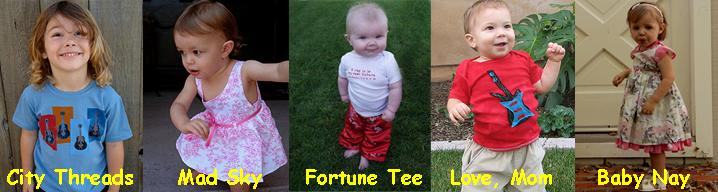 City Threads
Mad Sky
Fortune Tee
Love, Mom
Baby Nay